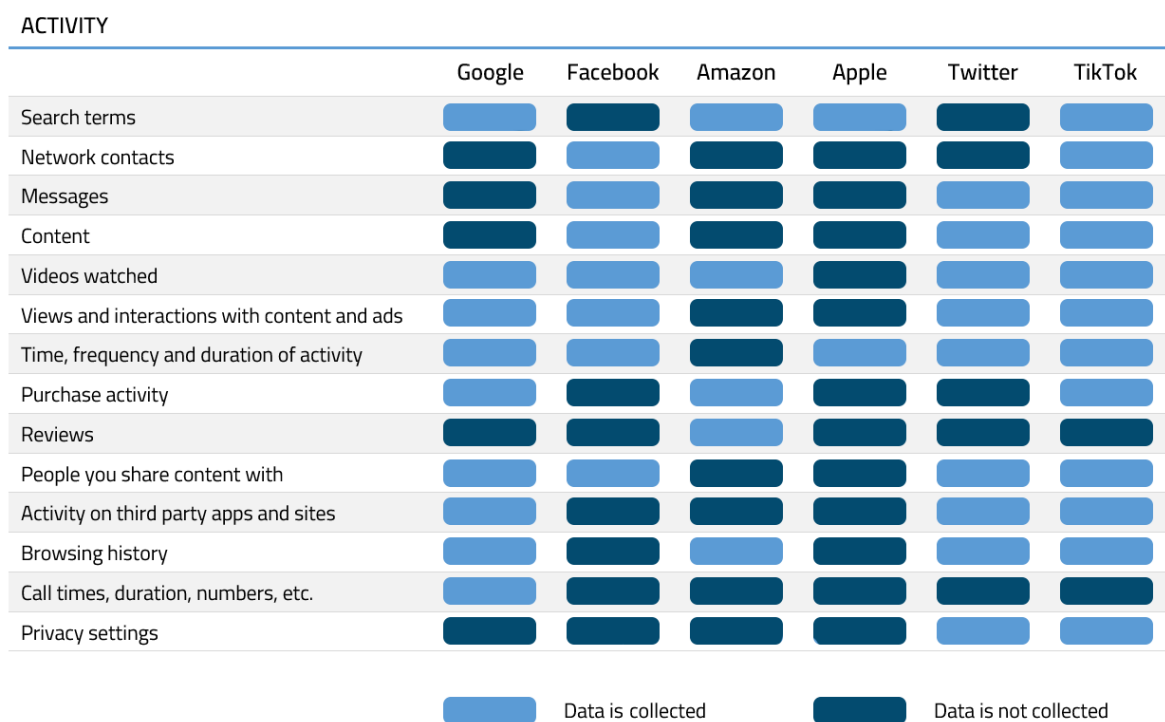 ACTIVITY
Google Facebook Amazon Apple Twitter TikTok
Search terms
Network contacts
Messages
Content
Videos watched
Views and interactions with content and ads
Time, frequency and duration of activity
Purchase activity
Reviews
People you share content with
Activity on third party apps and sites
Browsing history
Call times, duration, numbers, etc.
Privacy settings
Data is collected Data is not collected